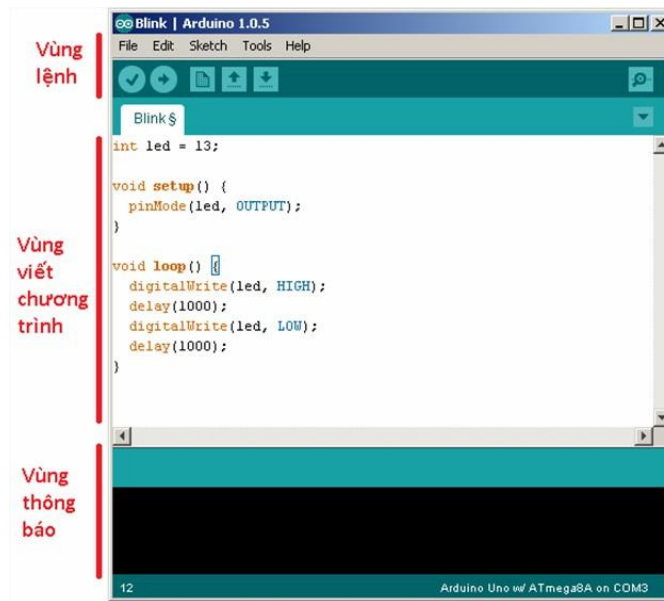 Blink | Arduino 1.0.5
File Edit Sketch Tools Help
Vùng
lệnh
Blink §
int led = 13;
void setup() {
pinMode(led, OUTPUT);
}
void loop() {
digitalWrite(led, HIGH);
delay(1000);
digitalWrite(led, LOW);
delay(1000);
}
Vùng
viết
chương
trình
Vùng
thông
báo
12
Arduino Uno w/ ATmega8A on COM3